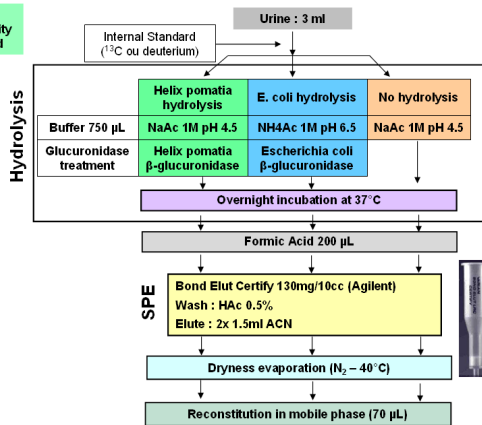 Urine : 3 ml
Internal Standard
(¹³C ou deuterium)
Hydrolysis
Helix pomatia
hydrolysis
E. coli hydrolysis
No hydrolysis
Buffer 750 µL
NaAc 1M pH 4.5
NH4Ac 1M pH 6.5
NaAc 1M pH 4.5
Glucuronidase
treatment
Helix pomatia
β-glucuronidase
Escherichia coli
β-glucuronidase
Overnight incubation at 37°C
Formic Acid 200 µL
SPE
Bond Elut Certify 130mg/10cc (Agilent)
Wash : HAc 0.5%
Elute : 2x 1.5ml ACN
Dryness evaporation (N₂ – 40°C)
Reconstitution in mobile phase (70 µL)